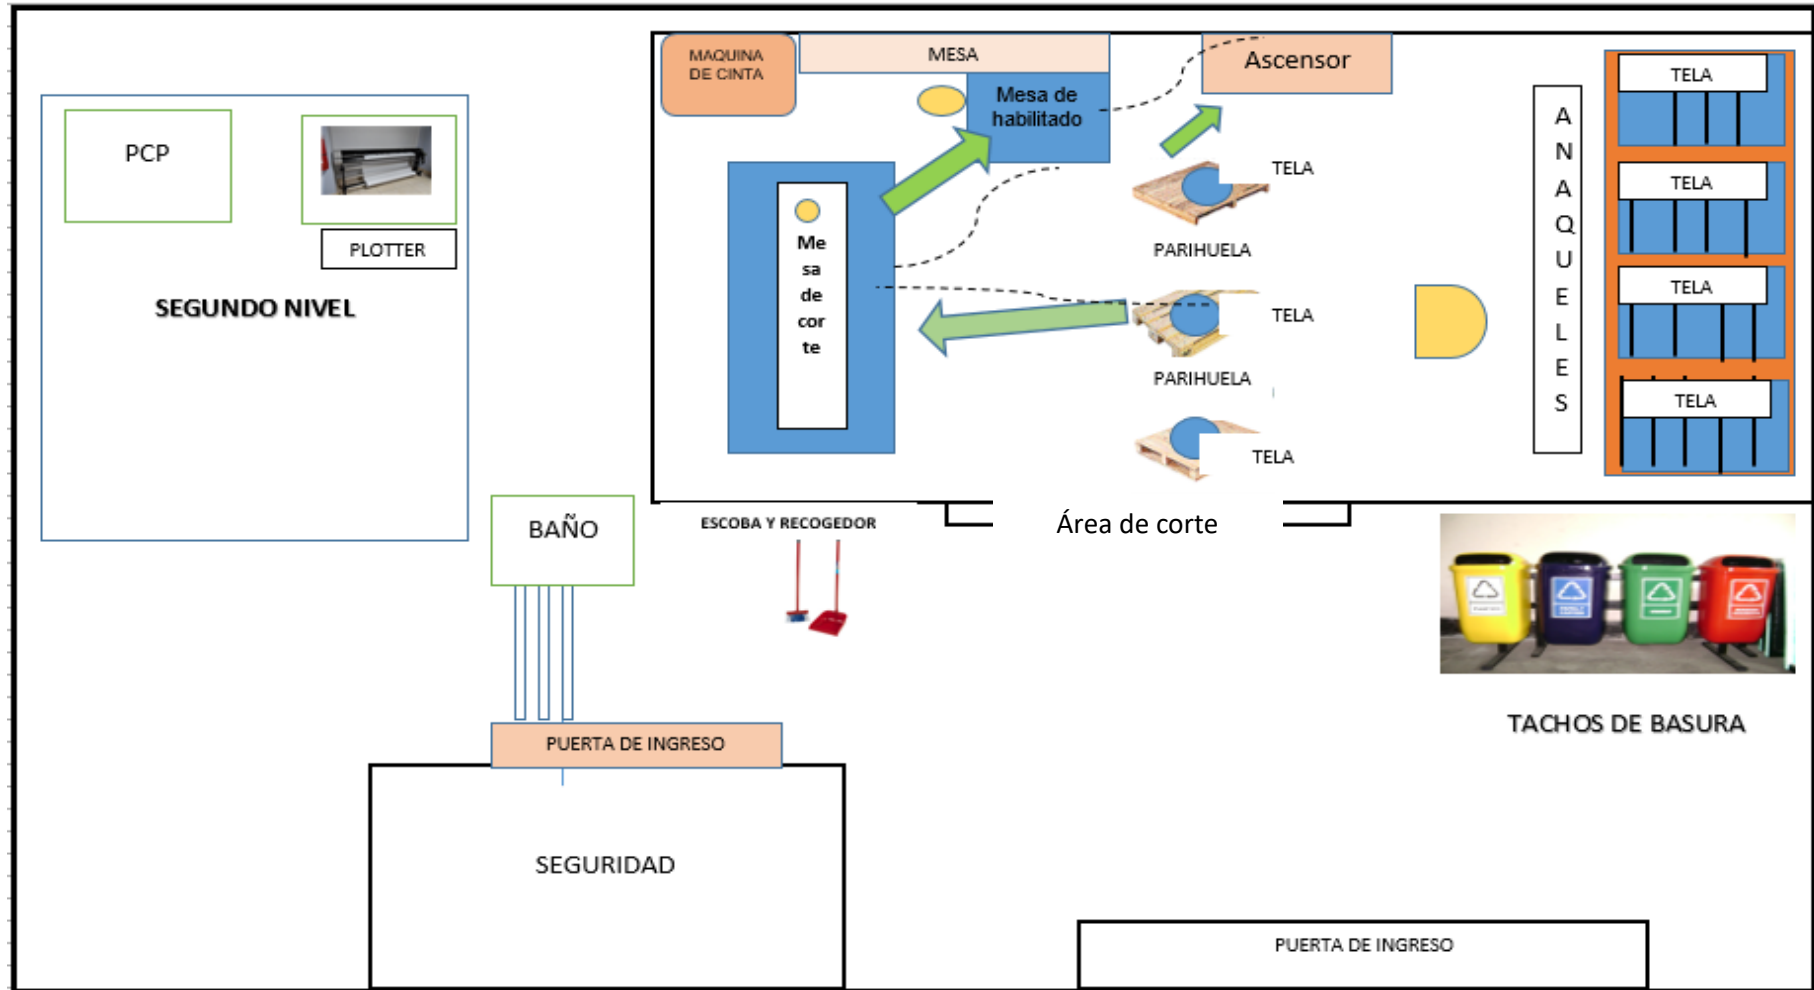 MAQUINA
DE CINTA
MESA
Ascensor
Mesa de
habilitado
TELA
PCP
PLOTTER
SEGUNDO NIVEL
Me
sa
de
cor
te
TELA
PARIHUELA
TELA
PARIHUELA
TELA
A
N
A
Q
U
E
L
E
S
TELA
TELA
TELA
BAÑO
ESCOBA Y RECOGEDOR
Área de corte
TACHOS DE BASURA
PUERTA DE INGRESO
SEGURIDAD
PUERTA DE INGRESO